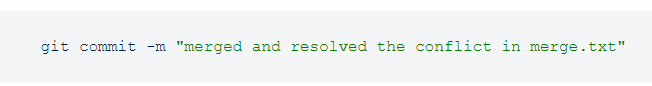 git commit -m "merged and resolved the conflict in merge.txt"